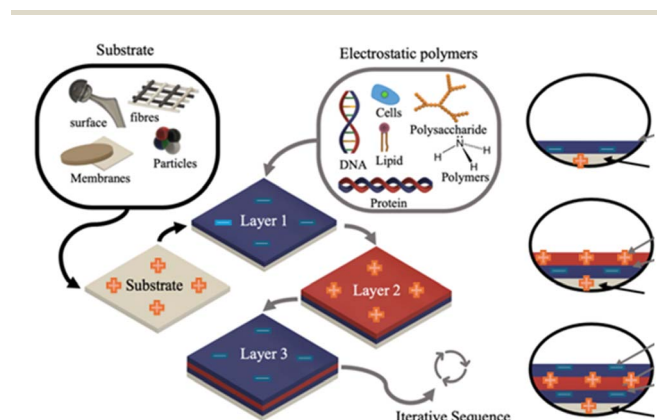 Substrate
Electrostatic polymers
surface
fibres
Membranes
Particles
DNA
Cells
Lipid
Polysaccharide
N
H
H
H
Polymers
Protein
Layer 1
Substrate
Layer 2
Layer 3
Iterative Sequence